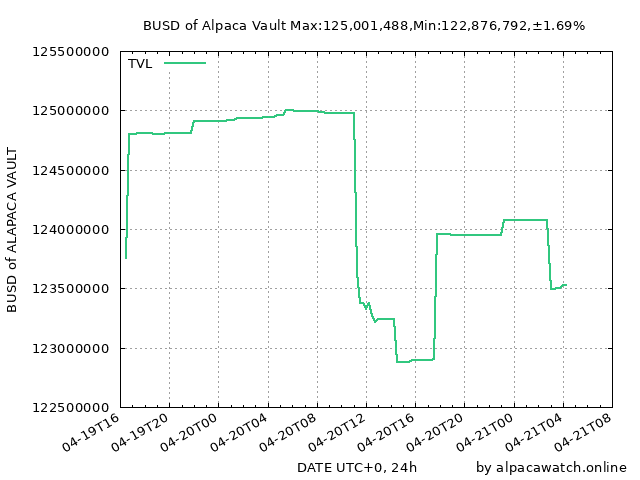 BUSD of Alpaca Vault Max:125,001,488,Min:122,876,792,±1.69%
TVL
125500000
125000000
124500000
124000000
123500000
123000000
122500000
BUSD of ALAPACA VAULT
04-19T16
04-19T20
04-20T00
04-20T04
04-20T08
04-20T12
04-20T16
04-20T20
04-21T00
04-21T04
04-21T08
DATE UTC+0, 24h
by alpacawatch.online